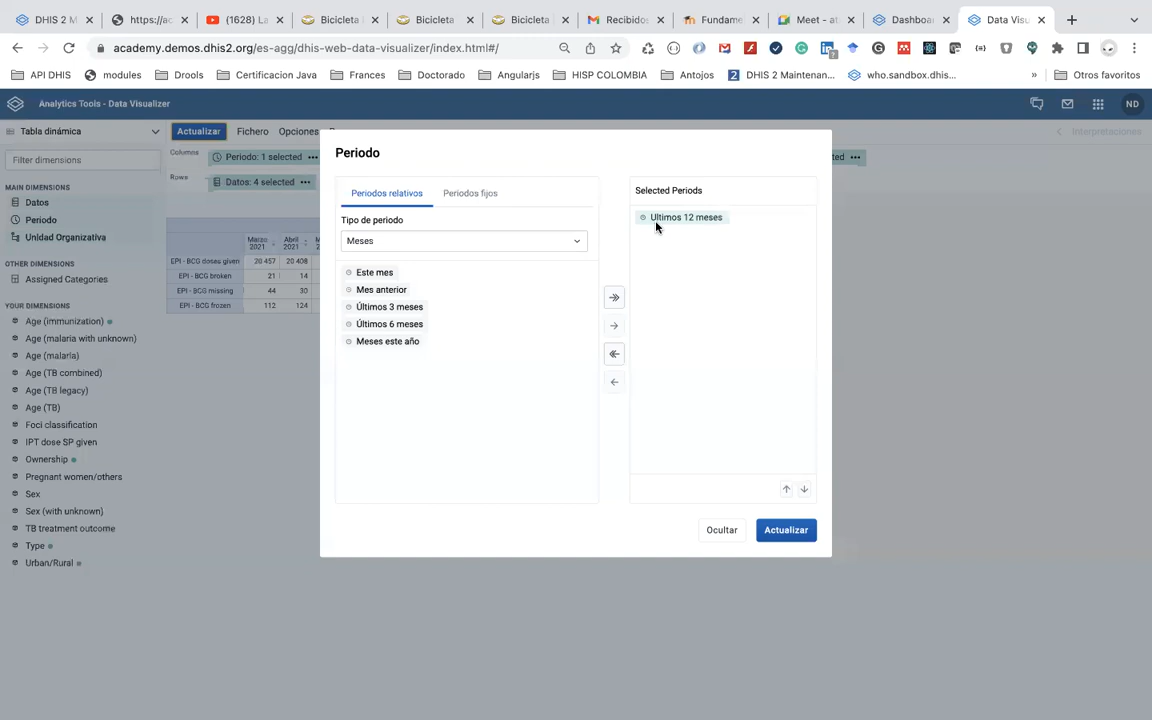 DHIS 2 M
https://ac
(1628) La
Bicicleta
Bicicleta
Bicicleta
Recibidos
Fundame
Meet - at
Dashboar
Data Visu
academy.demos.dhis2.org/es-agg/dhis-web-data-visualizer/index.html#/
API DHIS
modules
Drools
Certificacion Java
Frances
Doctorado
Angularjs
HISP COLOMBIA
Antojos
DHIS 2 Maintenan...
who.sandbox.dhis...
»
Otros favoritos
Analytics Tools - Data Visualizer
ND
Tabla dinámica
Actualizar
Fichero
Opciones
Interpretaciones
Filter dimensions
Columns
Periodo: 1 selected
ted
Rows
Datos: 4 selected
MAIN DIMENSIONS
Datos
Periodo
Unidad Organizativa
OTHER DIMENSIONS
Assigned Categories
YOUR DIMENSIONS
Age (immunization)
Age (malaria with unknown)
Age (malaria)
Age (TB combined)
Age (TB legacy)
Age (TB)
Foci classification
IPT dose SP given
Ownership
Pregnant women/others
Sex
Sex (with unknown)
TB treatment outcome
Type
Urban/Rural
Marzo 2021
Abril 2021
EPI - BCG doses given 20 457 20 408
EPI - BCG broken 21 14
EPI - BCG missing 44 30
EPI - BCG frozen 112 124
Periodo
Periodos relativos
Periodos fijos
Tipo de periodo
Meses
Este mes
Mes anterior
Últimos 3 meses
Últimos 6 meses
Meses este año
Selected Periods
Últimos 12 meses
Ocultar
Actualizar